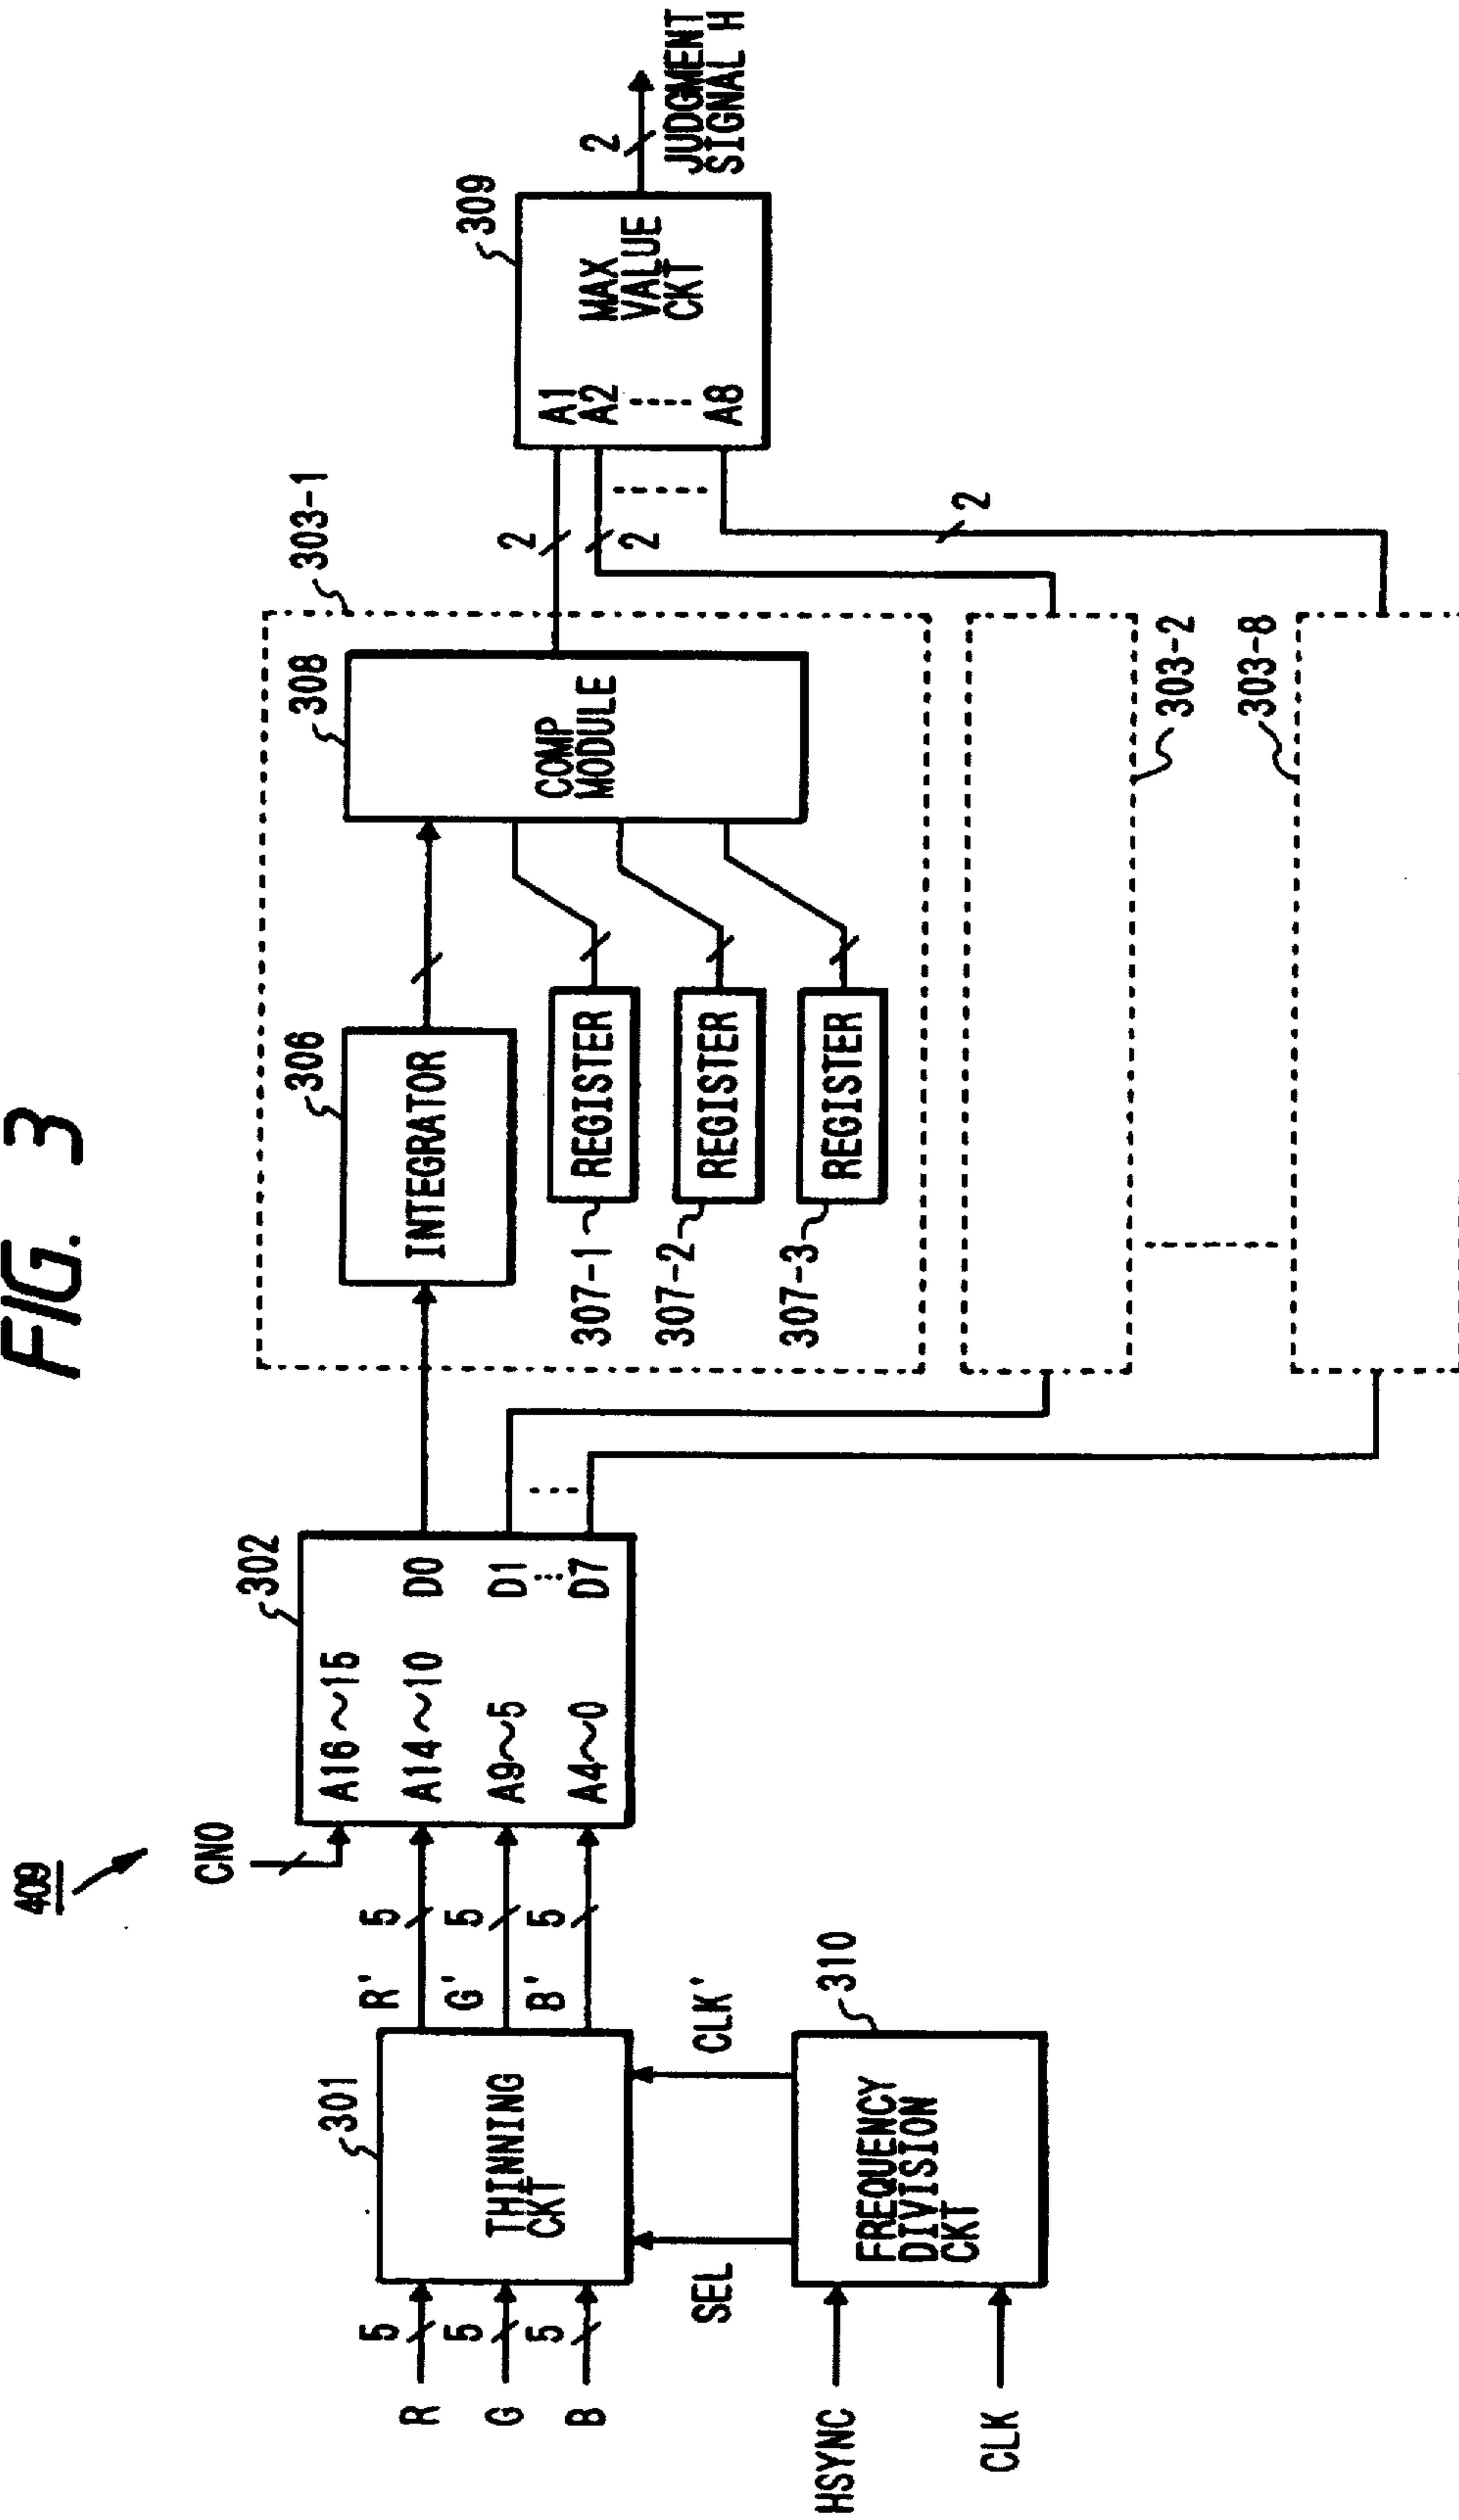 FIG. 3
409
R
G
B
5
5
5
301
THINNING
CKT
R'
G'
B'
5
5
5
CNO
302
A16~15
A14~10
A9~5
A4~0
D0
D1
D7
SEL
CLK'
HSYNC
CLK
310
FREQUENCY
DIVISION
CKT
303-1
306
INTEGRATOR
307-1
REGISTER
307-2
REGISTER
307-3
REGISTER
308
COMP
MODULE
303-2
303-8
2
2
2
309
A1
A2
A8
MAX
VALUE
CKT
2
JUDGMENT
SIGNAL H